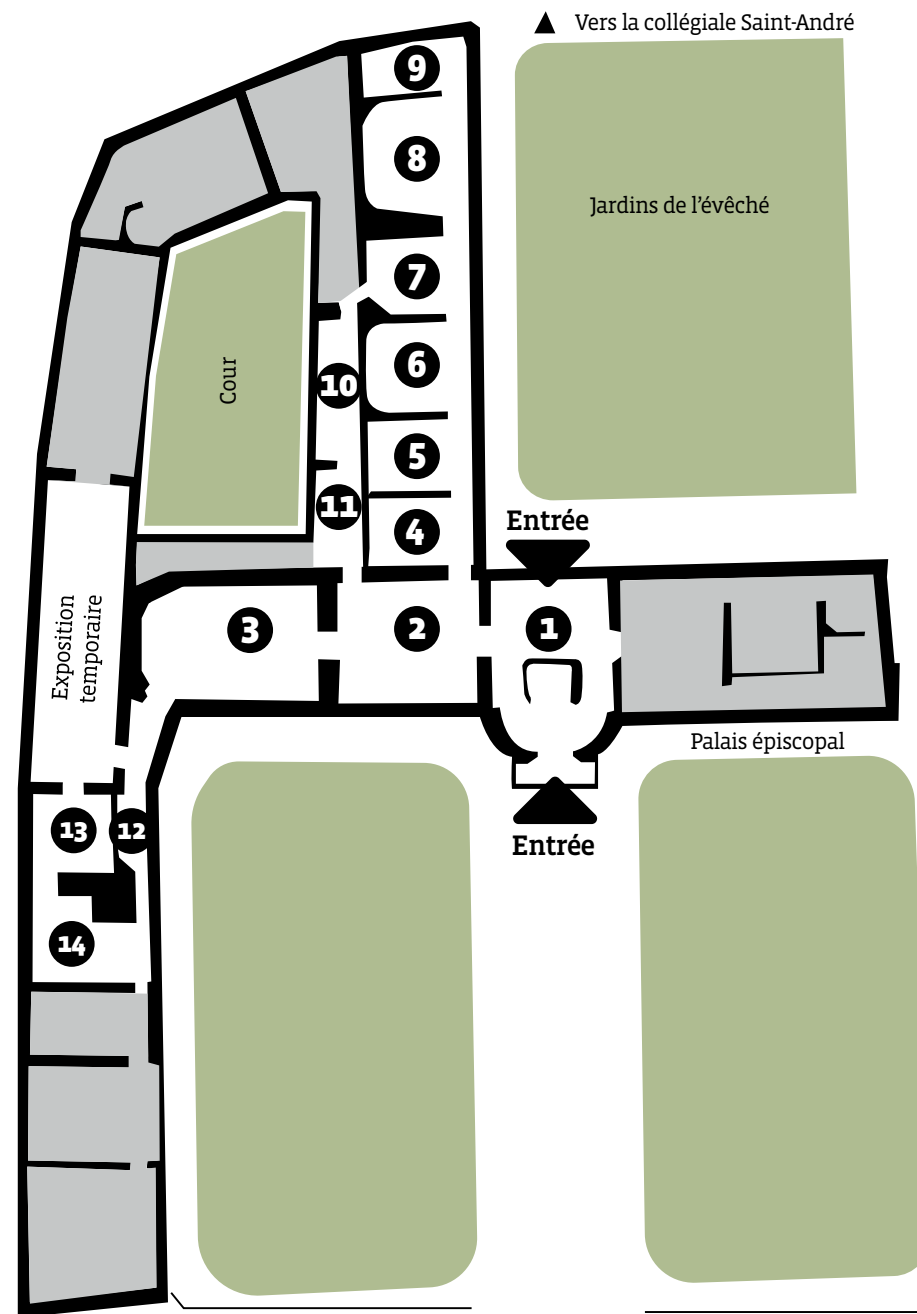 ▲ Vers la collégiale Saint-André
9
8
Jardins de l'évêché
7
6
Cour
10
5
11
Entrée
4
Exposition
temporaire
3
2
1
Palais épiscopal
13
12
Entrée
14